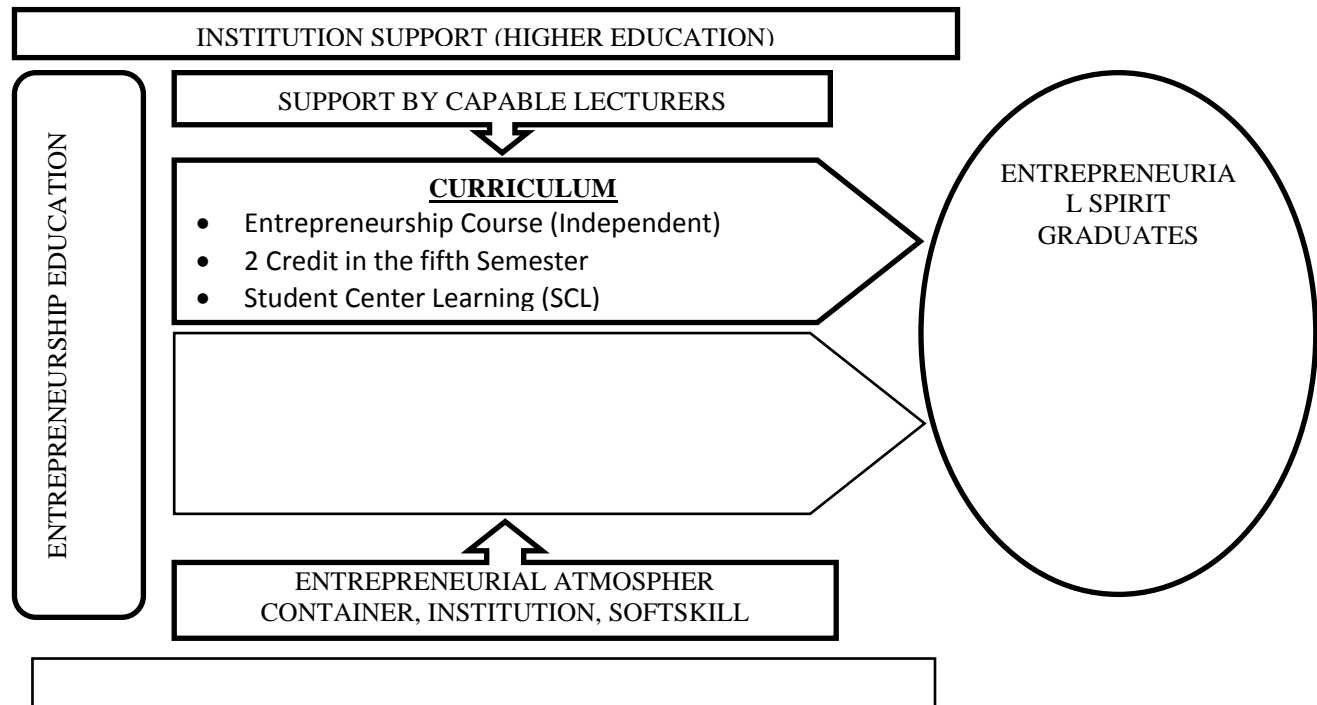 INSTITUTION SUPPORT (HIGHER EDUCATION)
SUPPORT BY CAPABLE LECTURERS
ENTREPRENEURSHIP EDUCATION
CURRICULUM
• Entrepreneurship Course (Independent)
• 2 Credit in the fifth Semester
• Student Center Learning (SCL)
ENTREPRENEURIA
L SPIRIT
GRADUATES
ENTREPRENEURIAL ATMOSPHER
CONTAINER, INSTITUTION, SOFTSKILL